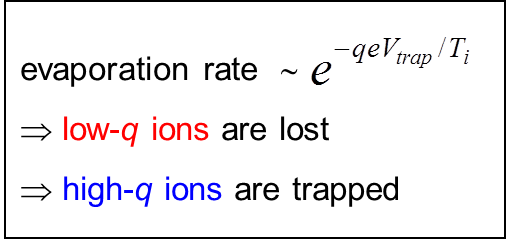 evaporation rate ~ e^{-qeV_{trap}/T_i}
⇒ low-q ions are lost
⇒ high-q ions are trapped